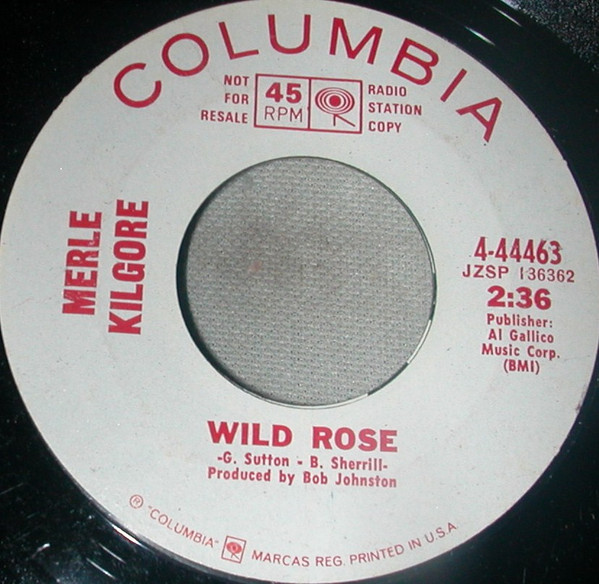 COLUMBIA
NOT
FOR
RESALE
45
RPM
RADIO
STATION
COPY
MERLE
KILGORE
4-44463
JZSP 136362
2:36
Publisher:
Al Gallico
Music Corp.
(BMI)
WILD ROSE
-G. Sutton - B. Sherrill-
Produced by Bob Johnston
Ⓡ "COLUMBIA" MARCAS REG. PRINTED IN U.S.A.